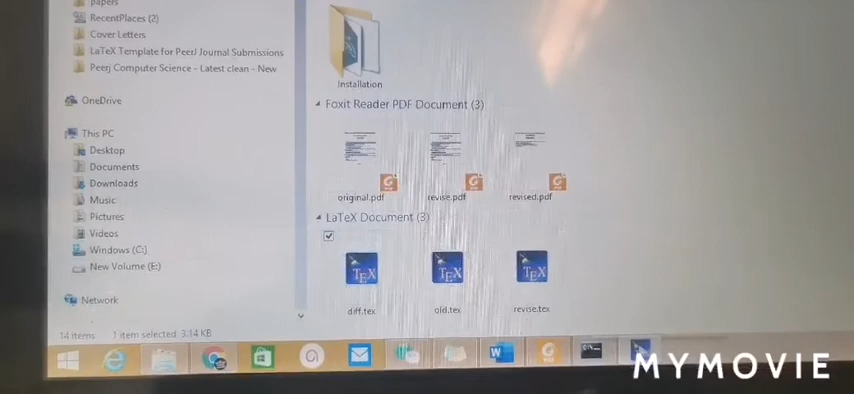 papers
RecentPlaces (2)
Cover Letters
LaTeX Template for PeerJ Journal Submissions
Peerj Computer Science - Latest clean - New
OneDrive
This PC
Desktop
Documents
Downloads
Music
Pictures
Videos
Windows (C:)
New Volume (E:)
Network
14 items 1 item selected 3.14 KB
Installation
Foxit Reader PDF Document (3)
original.pdf revise.pdf revised.pdf
LaTeX Document (3)
TEX TEX TEX
diff.tex old.tex revise.tex
MYMOVIE